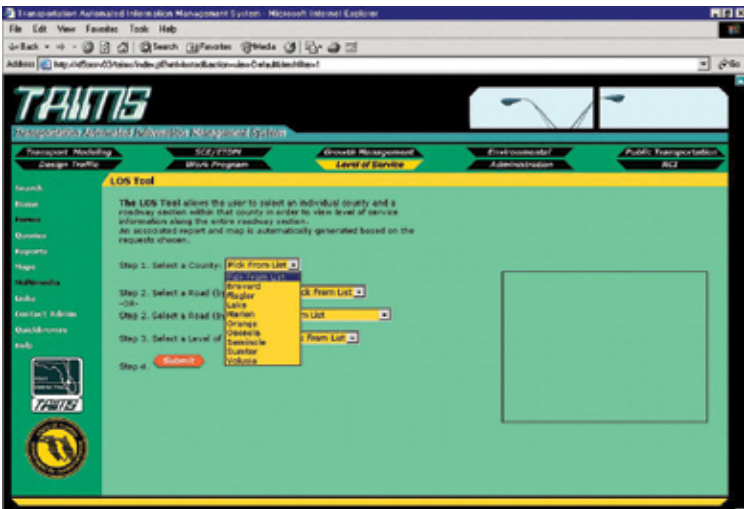 Transportation Automated Information Management System - Microsoft Internet Explorer
File Edit View Favorites Tools Help
Back Search Favorites Media
Address Go
TAIMS
Transportation Automated Information Management System
Transport Modeling SCE/ETDM Growth Management Environmental Public Transportation
Design Traffic Work Program Level of Service Administration RCI
LOS Tool
Search
Home
Forms
Queries
Reports
Maps
Multimedia
Links
Contact Admin
Quickbrowse
Help
The LOS Tool allows the user to select an individual county and a
roadway section within that county in order to view level of service
information along the entire roadway section.
An associated report and map is automatically generated based on the
requests chosen.
Step 1. Select a County: Pick From List
Pick From List
Brevard
Flagler
Lake
Marion
Orange
Osceola
Seminole
Sumter
Volusia
Step 2. Select a Road (by ck From List
-OR-
Step 2. Select a Road (by m List
Step 3. Select a Level of From List
Step 4. Submit
TAIMS